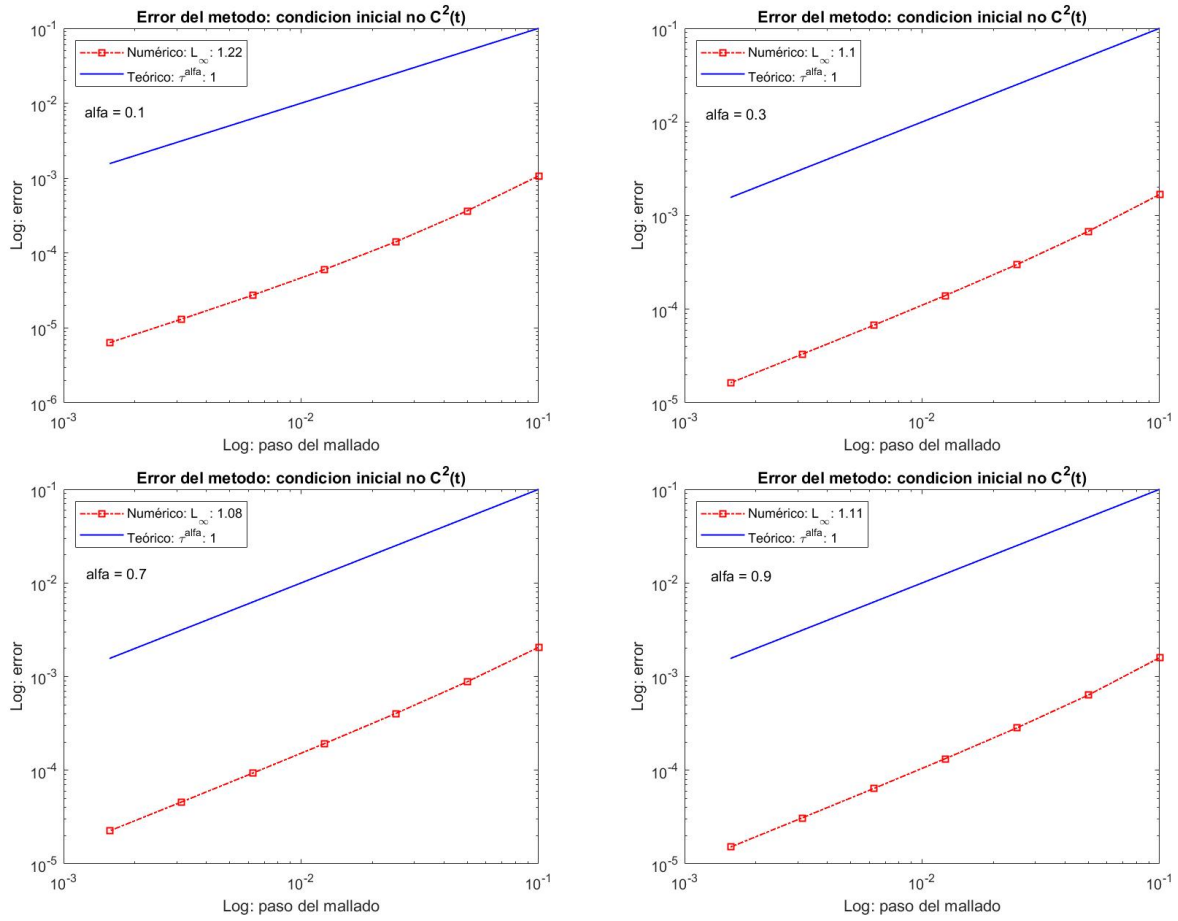 Error del metodo: condicion inicial no C²(t)
Numérico: L∞: 1.22
Teórico: τ^alfa: 1
alfa = 0.1
Log: error
10⁻¹
10⁻²
10⁻³
10⁻⁴
10⁻⁵
10⁻⁶
10⁻³ 10⁻² 10⁻¹
Log: paso del mallado
Error del metodo: condicion inicial no C²(t)
Numérico: L∞: 1.1
Teórico: τ^alfa: 1
alfa = 0.3
Log: error
10⁻¹
10⁻²
10⁻³
10⁻⁴
10⁻⁵
10⁻³ 10⁻² 10⁻¹
Log: paso del mallado
Error del metodo: condicion inicial no C²(t)
Numérico: L∞: 1.08
Teórico: τ^alfa: 1
alfa = 0.7
Log: error
10⁻¹
10⁻²
10⁻³
10⁻⁴
10⁻⁵
10⁻³ 10⁻² 10⁻¹
Log: paso del mallado
Error del metodo: condicion inicial no C²(t)
Numérico: L∞: 1.11
Teórico: τ^alfa: 1
alfa = 0.9
Log: error
10⁻¹
10⁻²
10⁻³
10⁻⁴
10⁻⁵
10⁻³ 10⁻² 10⁻¹
Log: paso del mallado